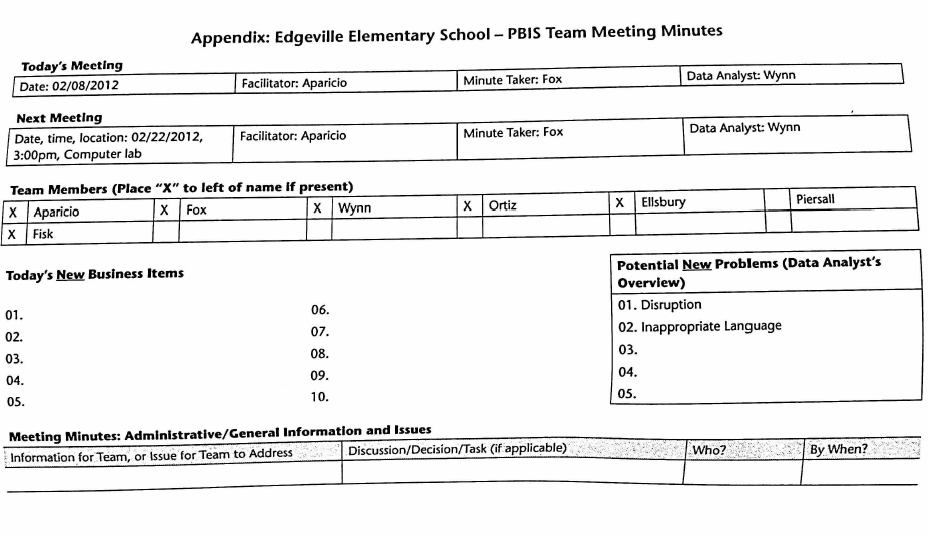 Appendix: Edgeville Elementary School – PBIS Team Meeting Minutes
Today's Meeting
Date: 02/08/2012 Facilitator: Aparicio Minute Taker: Fox Data Analyst: Wynn
Next Meeting
Date, time, location: 02/22/2012, Facilitator: Aparicio Minute Taker: Fox Data Analyst: Wynn
3:00pm, Computer lab
Team Members (Place "X" to left of name if present)
X Aparicio X Fox X Wynn X Ortiz X Ellsbury Piersall
X Fisk
Today's New Business Items
01. 06.
02. 07.
03. 08.
04. 09.
05. 10.
Potential New Problems (Data Analyst's
Overview)
01. Disruption
02. Inappropriate Language
03.
04.
05.
Meeting Minutes: Administrative/General Information and Issues
Information for Team, or Issue for Team to Address Discussion/Decision/Task (if applicable) Who? By When?